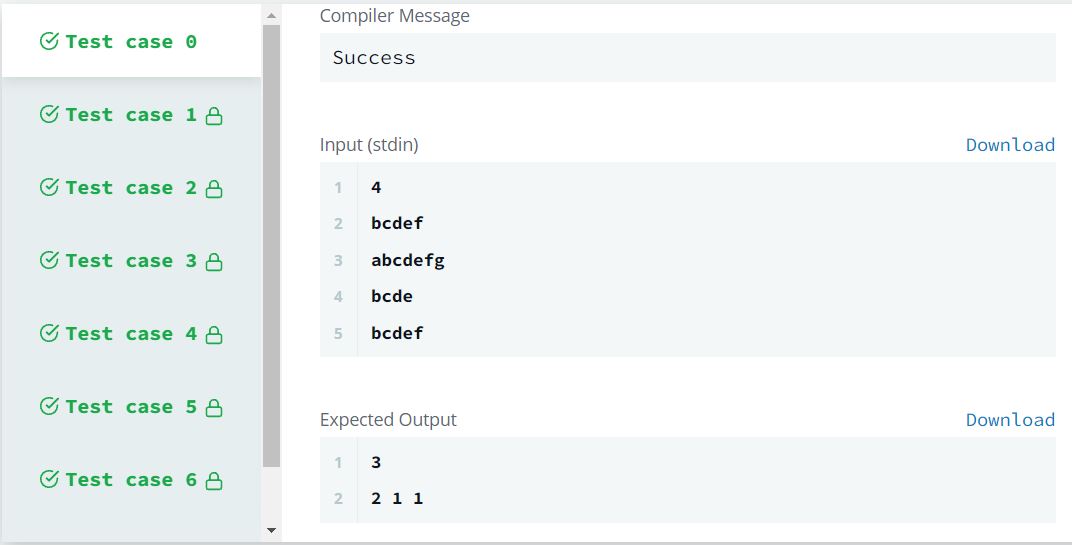 Test case 0
Test case 1
Test case 2
Test case 3
Test case 4
Test case 5
Test case 6
Compiler Message
Success
Input (stdin)
Download
1 4
2 bcdef
3 abcdefg
4 bcde
5 bcdef
Expected Output
Download
1 3
2 2 1 1